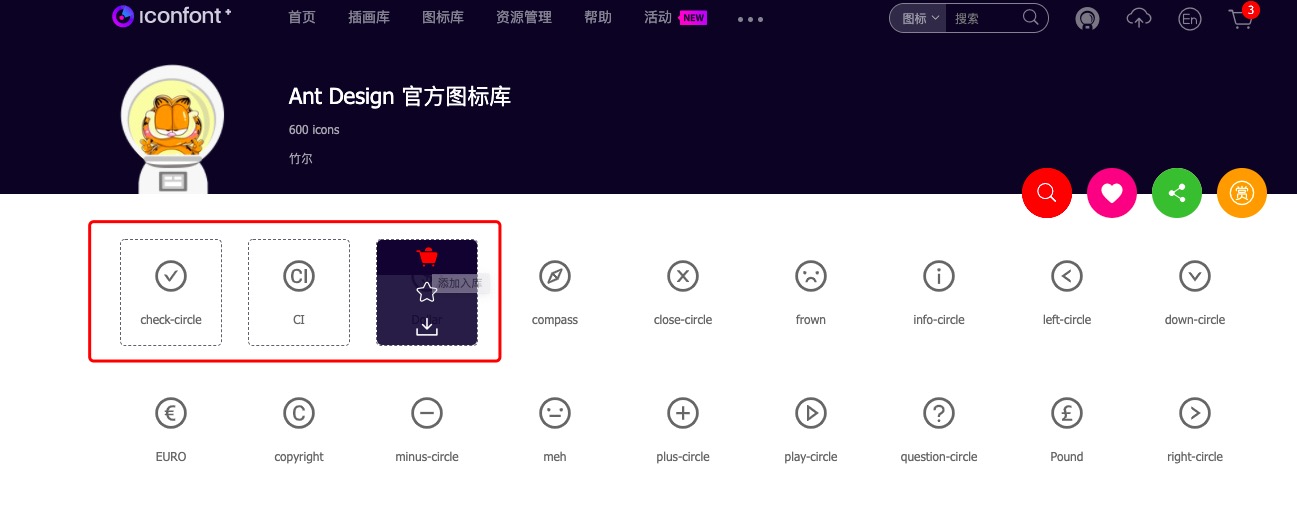 iconfont+ 首页 插画库 图标库 资源管理 帮助 活动 NEW 图标 搜索 En 3
Ant Design 官方图标库
600 icons
竹尔
赏
添加入库
check-circle CI Dollar compass close-circle frown info-circle left-circle down-circle
EURO copyright minus-circle meh plus-circle play-circle question-circle Pound right-circle